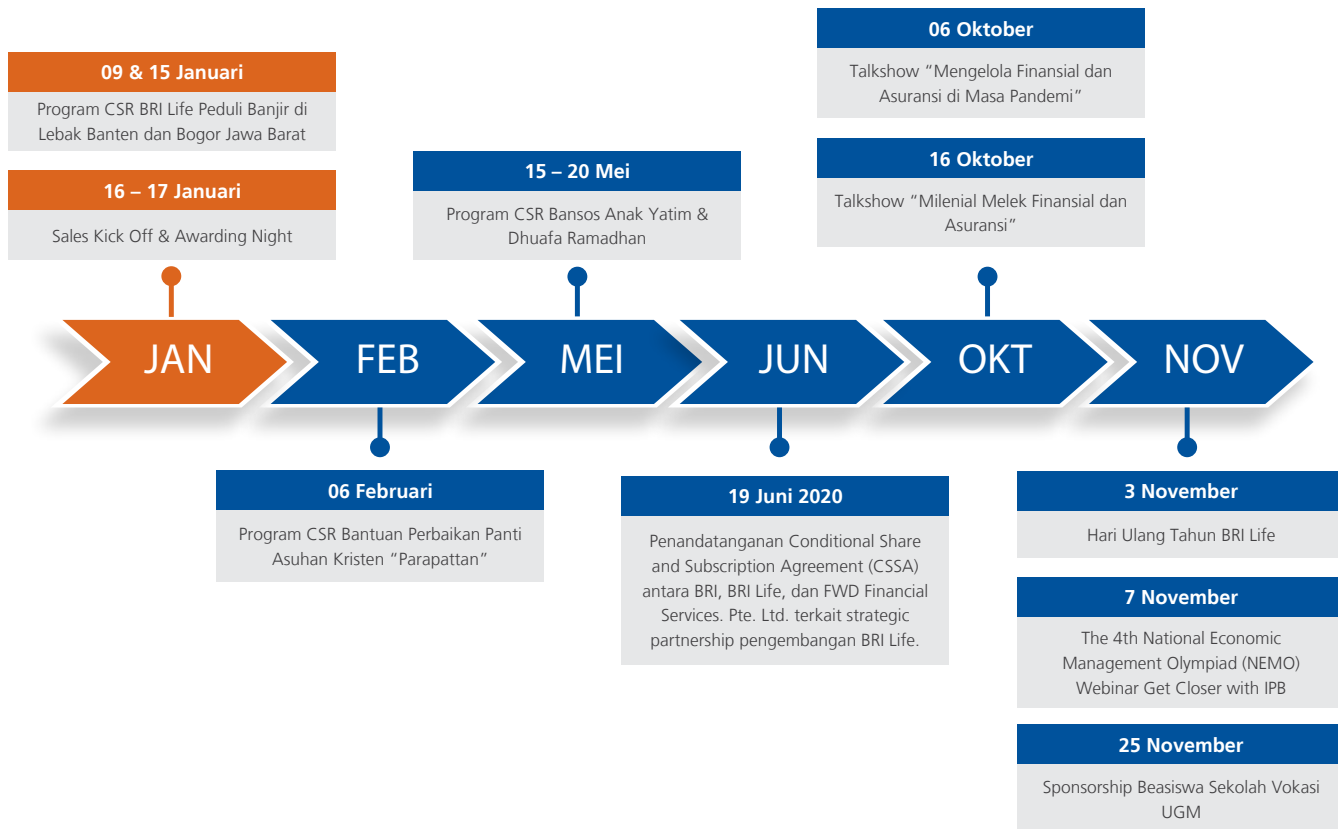 09 & 15 Januari
Program CSR BRI Life Peduli Banjir di
Lebak Banten dan Bogor Jawa Barat
16 – 17 Januari
Sales Kick Off & Awarding Night
15 – 20 Mei
Program CSR Bansos Anak Yatim &
Dhuafa Ramadhan
06 Oktober
Talkshow “Mengelola Finansial dan
Asuransi di Masa Pandemi”
16 Oktober
Talkshow “Milenial Melek Finansial dan
Asuransi”
JAN
FEB
MEI
JUN
OKT
NOV
06 Februari
Program CSR Bantuan Perbaikan Panti
Asuhan Kristen “Parapattan”
19 Juni 2020
Penandatanganan Conditional Share
and Subscription Agreement (CSSA)
antara BRI, BRI Life, dan FWD Financial
Services. Pte. Ltd. terkait strategic
partnership pengembangan BRI Life.
3 November
Hari Ulang Tahun BRI Life
7 November
The 4th National Economic
Management Olympiad (NEMO)
Webinar Get Closer with IPB
25 November
Sponsorship Beasiswa Sekolah Vokasi
UGM